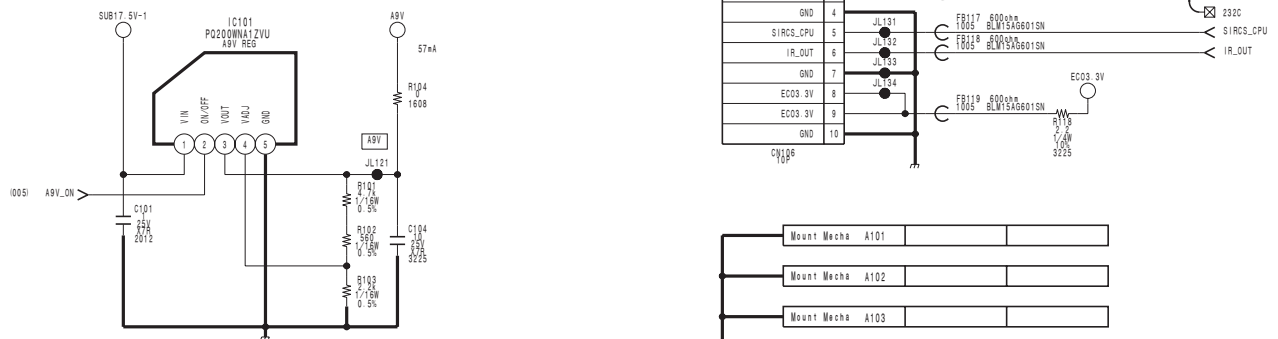 SUB17.5V-1
IC101
PQ200WNA1ZVU
A9V REG
A9V
57mA
R104
0
1608
VIN
ON/OFF
VOUT
VADJ
GND
1
2
3
4
5
A9V
JL121
(005)
A9V_ON
C101
1
25V
X7R
2012
R101
4.7k
1/16W
0.5%
R102
560
1/16W
0.5%
R103
2.2k
1/16W
0.5%
C104
10
25V
X7R
3225
GND 4
SIRCS_CPU 5
IR_OUT 6
GND 7
ECO3.3V 8
ECO3.3V 9
GND 10
CN106
10P
JL131
JL132
JL133
JL134
FB117 600ohm
1005 BLM15AG601SN
FB118 600ohm
1005 BLM15AG601SN
FB119 600ohm
1005 BLM15AG601SN
232C
SIRCS_CPU
IR_OUT
ECO3.3V
R118
2.2
1/4W
10%
3225
Mount Mecha A101
Mount Mecha A102
Mount Mecha A103